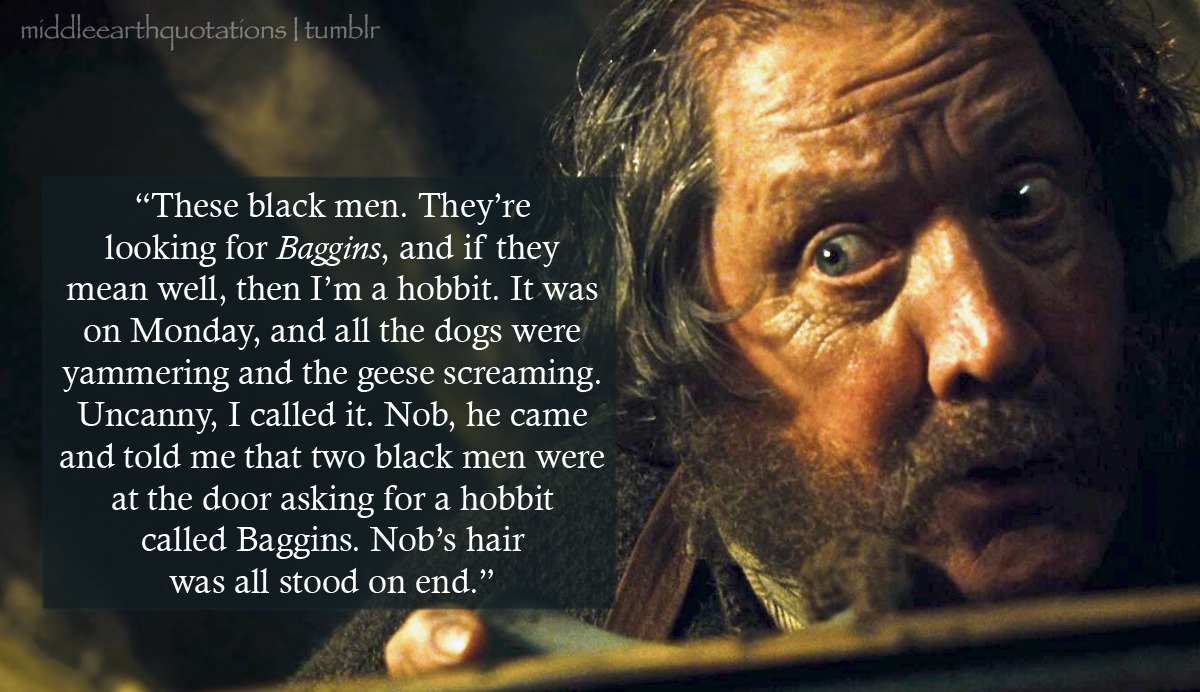 middleearthquotations | tumblr
“These black men. They’re
looking for Baggins, and if they
mean well, then I’m a hobbit. It was
on Monday, and all the dogs were
yammering and the geese screaming.
Uncanny, I called it. Nob, he came
and told me that two black men were
at the door asking for a hobbit
called Baggins. Nob’s hair
was all stood on end.”